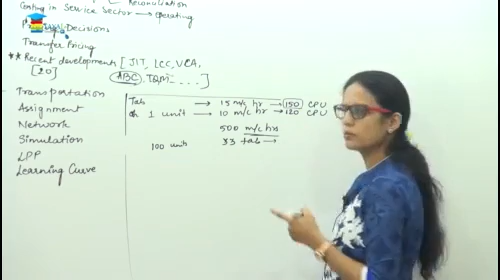 Reconciliation
Costing in Service Sector → Operating
Decisions
Transfer Pricing
** Recent developments [ JIT, LCC, VCA,
[20]
ABC, TQM ... ]
Transportation
Assignment
Network
Simulation
LPP
Learning Curve
Tab → 15 m/c hr → 150 CPU
1 unit → 10 m/c hr → 120 CPU
500 m/c hrs
100 units
33 tab →